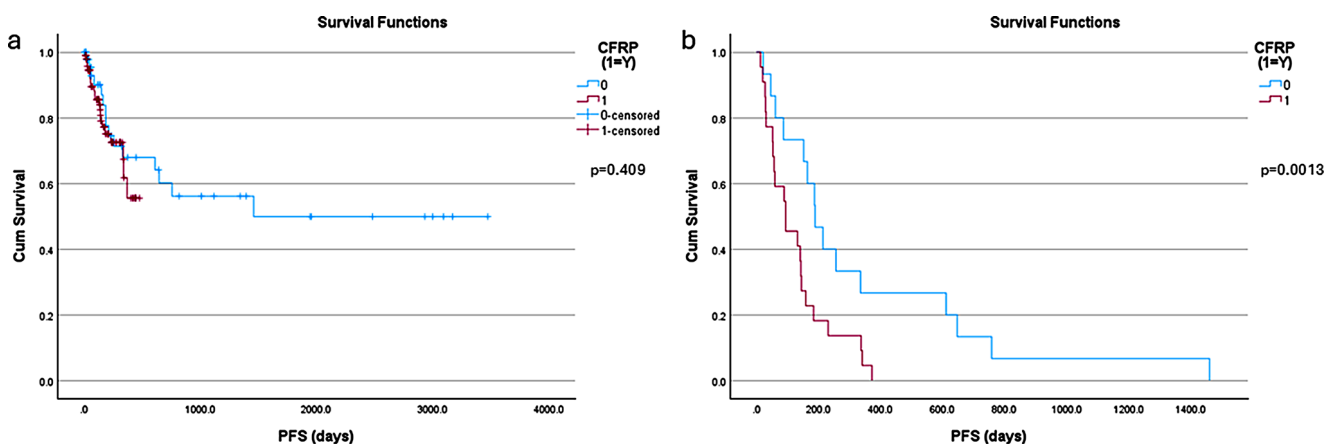 a
Survival Functions
Cum Survival
1.0
0.8
0.6
0.4
0.2
0.0
.0 1000.0 2000.0 3000.0 4000.0
PFS (days)
CFRP
(1=Y)
0
1
0-censored
1-censored
p=0.409
b
Survival Functions
Cum Survival
1.0
0.8
0.6
0.4
0.2
0.0
.0 200.0 400.0 600.0 800.0 1000.0 1200.0 1400.0
PFS (days)
CFRP
(1=Y)
0
1
p=0.0013